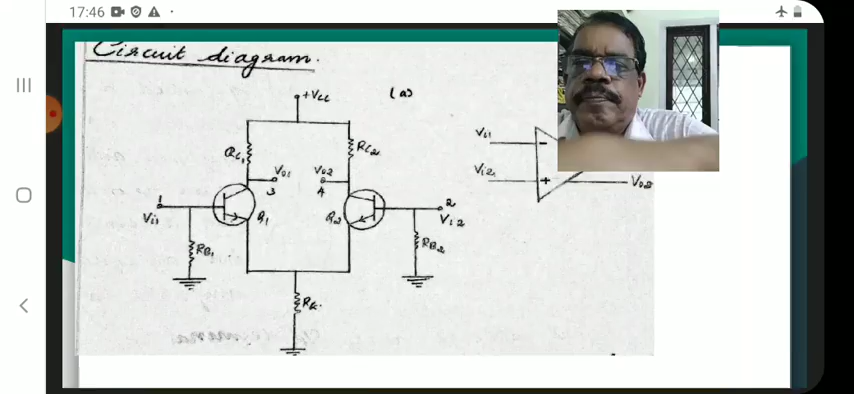 17:46
Circuit diagram.
+VCC
(a)
RC1
RC2
Vo1
Vo2
3
4
1
Vi1
Q1
Q2
2
Vi2
RB1
RB2
RE
Vi1
Vi2
-
+